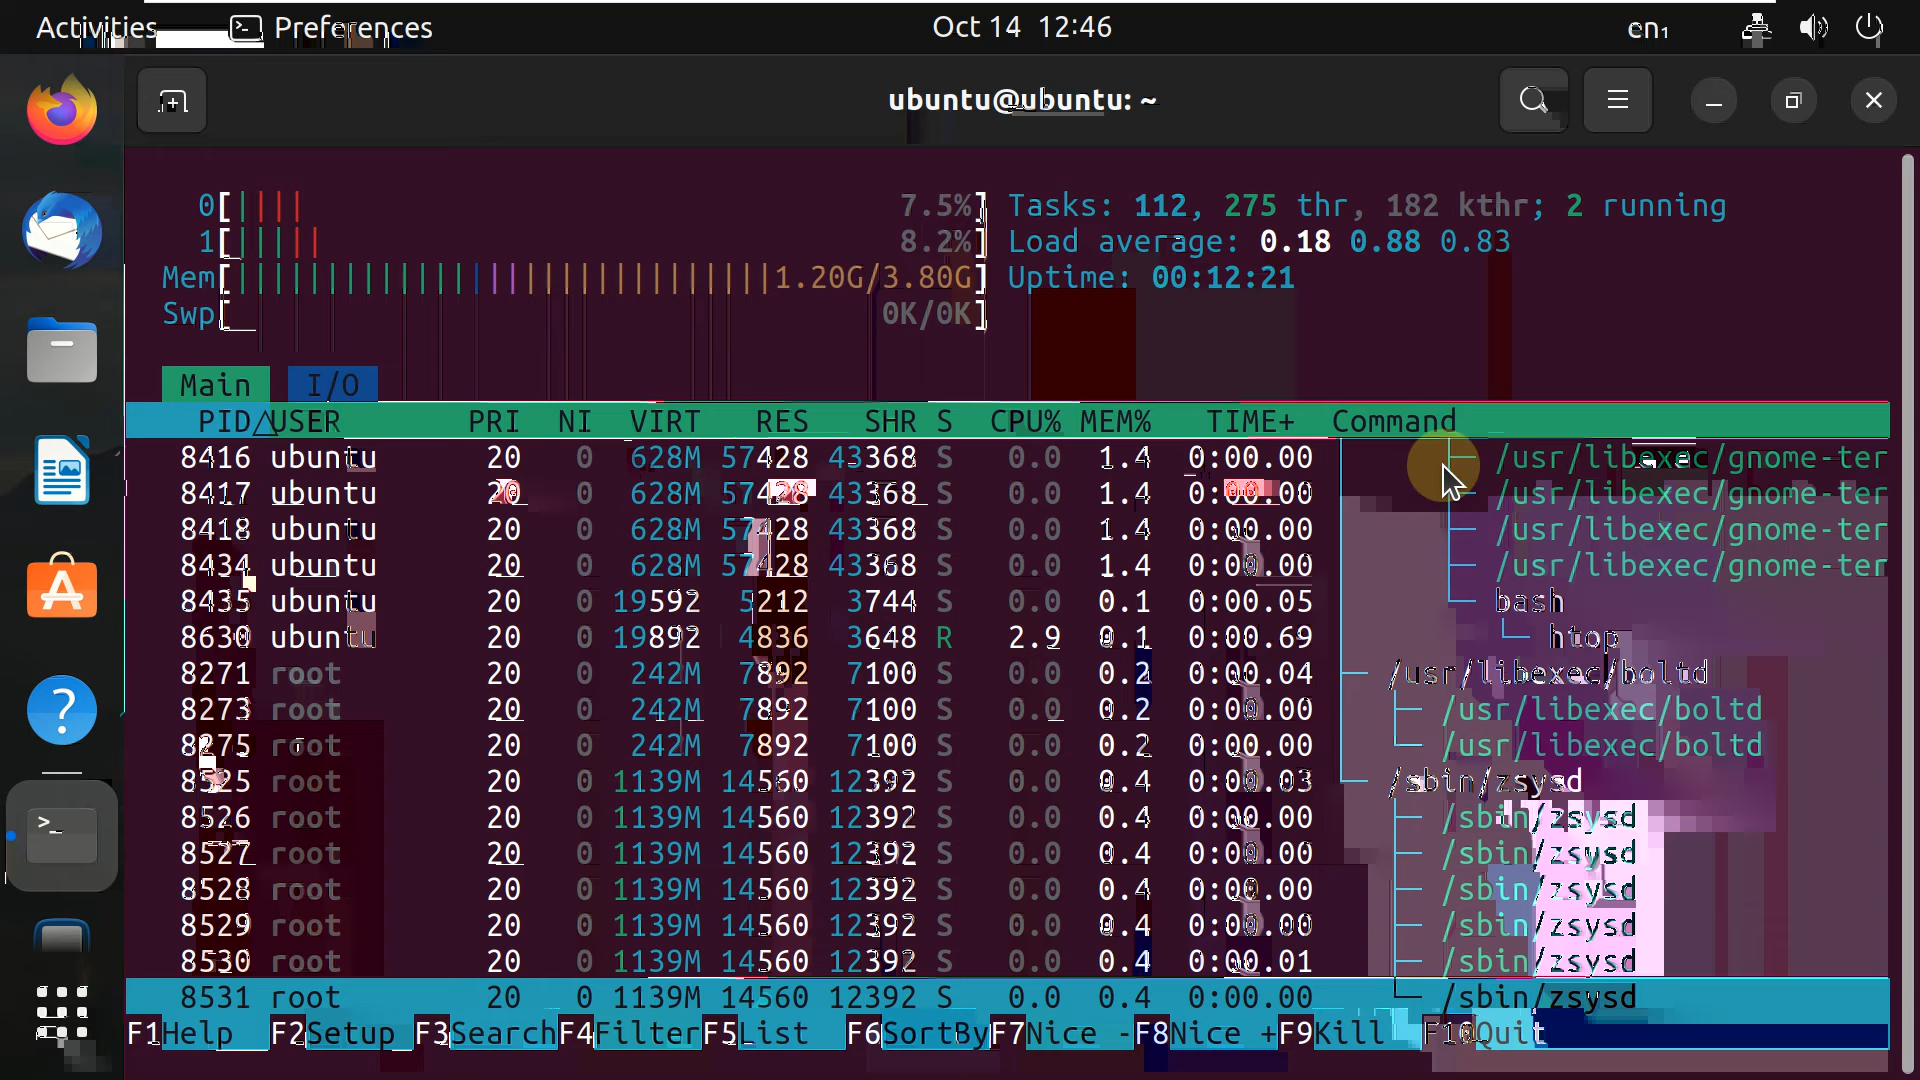 Activities Preferences Oct 14 12:46 en₁
ubuntu@ubuntu: ~
0[|||| 7.5%] Tasks: 112, 275 thr, 182 kthr; 2 running
1[||||| 8.2%] Load average: 0.18 0.88 0.83
Mem[||||||||||||||||||||||||||||||1.20G/3.80G] Uptime: 00:12:21
Swp[ 0K/0K]
Main I/O
PID△USER PRI NI VIRT RES SHR S CPU% MEM% TIME+ Command
8416 ubuntu 20 0 628M 57428 43368 S 0.0 1.4 0:00.00 ├─ /usr/libexec/gnome-ter
8417 ubuntu 20 0 628M 57428 43368 S 0.0 1.4 0:00.00 ├─ /usr/libexec/gnome-ter
8418 ubuntu 20 0 628M 57428 43368 S 0.0 1.4 0:00.00 ├─ /usr/libexec/gnome-ter
8434 ubuntu 20 0 628M 57428 43368 S 0.0 1.4 0:00.00 ├─ /usr/libexec/gnome-ter
8435 ubuntu 20 0 19592 5212 3744 S 0.0 0.1 0:00.05 └─ bash
8630 ubuntu 20 0 19892 4836 3648 R 2.9 0.1 0:00.69 └─ htop
8271 root 20 0 242M 7892 7100 S 0.0 0.2 0:00.04 ├─ /usr/libexec/boltd
8273 root 20 0 242M 7892 7100 S 0.0 0.2 0:00.00 ├─ /usr/libexec/boltd
8275 root 20 0 242M 7892 7100 S 0.0 0.2 0:00.00 └─ /usr/libexec/boltd
8525 root 20 0 1139M 14560 12392 S 0.0 0.4 0:00.03 └─ /sbin/zsysd
8526 root 20 0 1139M 14560 12392 S 0.0 0.4 0:00.00 ├─ /sbin/zsysd
8527 root 20 0 1139M 14560 12392 S 0.0 0.4 0:00.00 ├─ /sbin/zsysd
8528 root 20 0 1139M 14560 12392 S 0.0 0.4 0:00.00 ├─ /sbin/zsysd
8529 root 20 0 1139M 14560 12392 S 0.0 0.4 0:00.00 ├─ /sbin/zsysd
8530 root 20 0 1139M 14560 12392 S 0.0 0.4 0:00.01 ├─ /sbin/zsysd
8531 root 20 0 1139M 14560 12392 S 0.0 0.4 0:00.00 └─ /sbin/zsysd
F1Help F2Setup F3SearchF4FilterF5List F6SortByF7Nice -F8Nice +F9Kill F10Quit